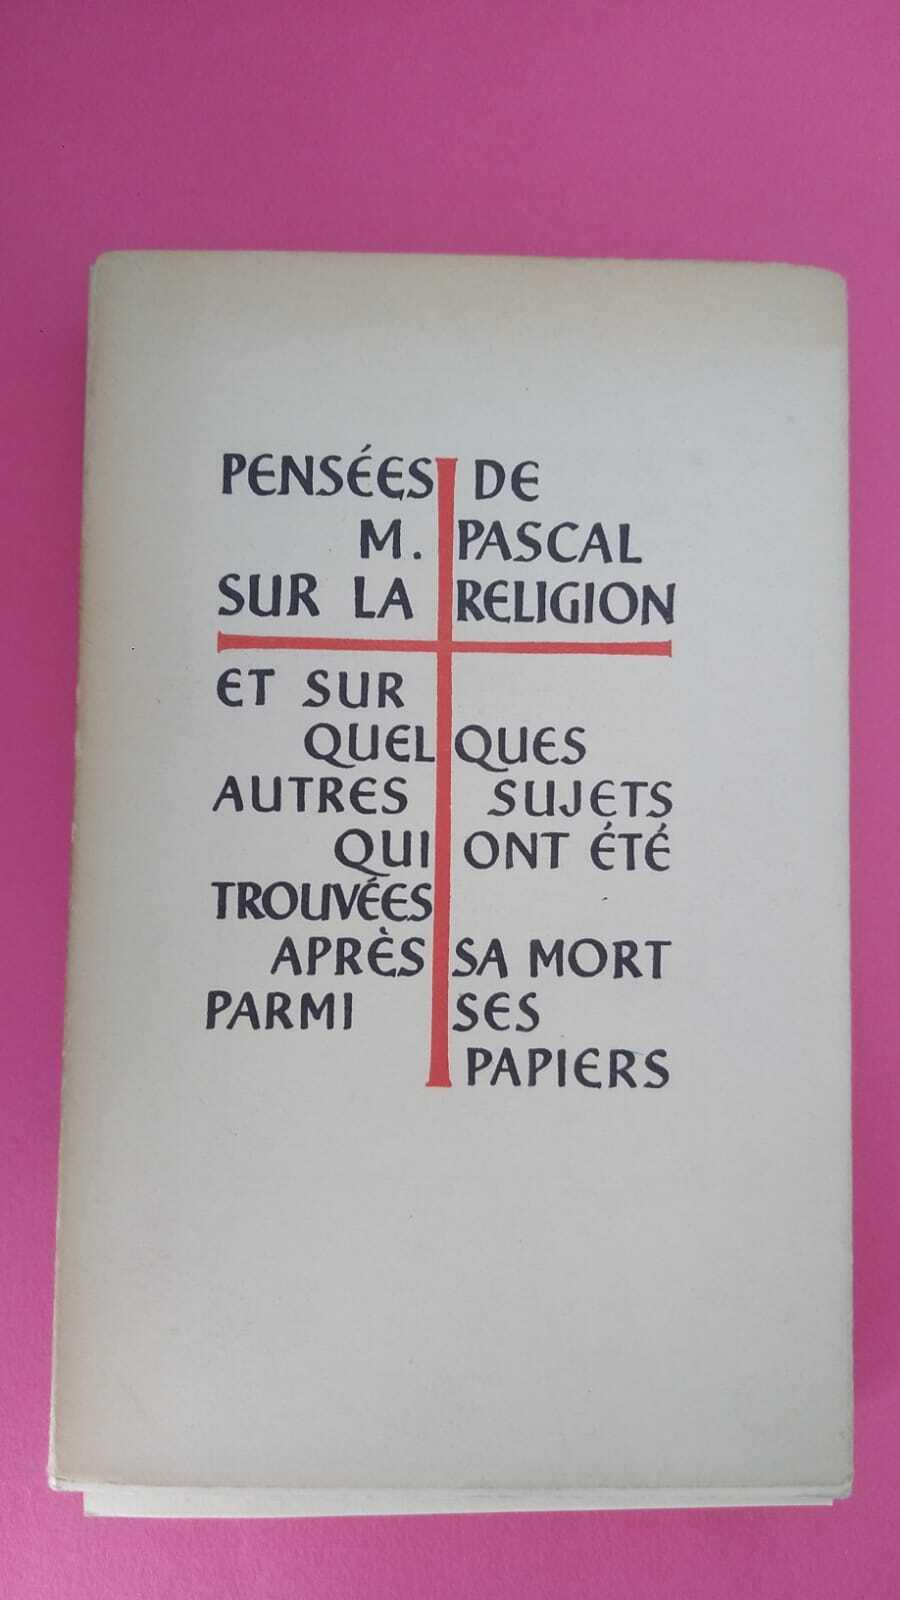 PENSÉES DE
M. PASCAL
SUR LA RELIGION
ET SUR
QUELQUES
AUTRES SUJETS
QUI ONT ÉTÉ
TROUVÉES
APRÈS SA MORT
PARMI SES
PAPIERS